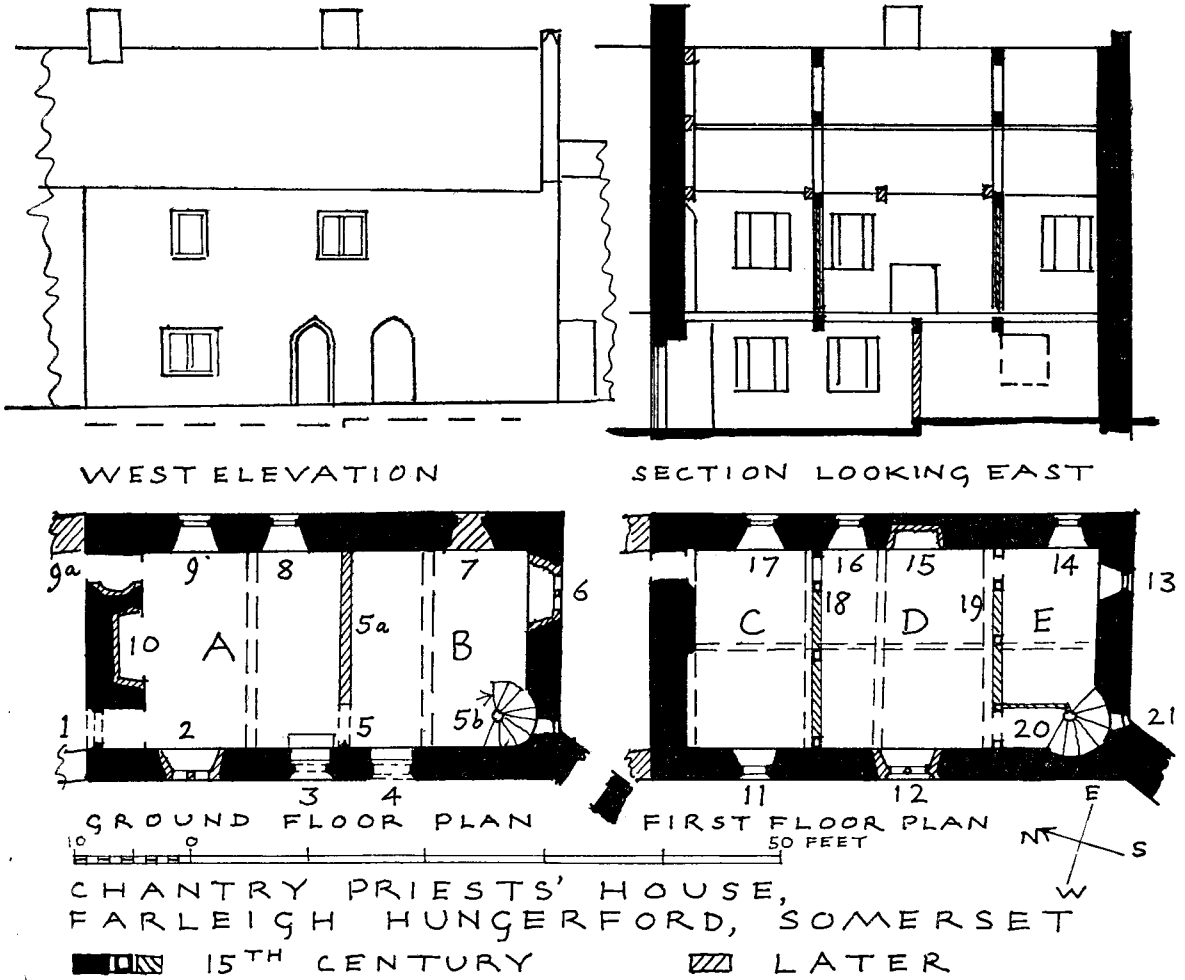 WEST ELEVATION
SECTION LOOKING EAST
9a 9 8 7 6
10 A 5a B
1 2 5 5b
3 4
17 16 15 14 13
18 19
C D E
20 21
11 12
GROUND FLOOR PLAN
FIRST FLOOR PLAN
10 0 50 FEET
E
N S
W
CHANTRY PRIESTS' HOUSE,
FARLEIGH HUNGERFORD, SOMERSET
15TH CENTURY
LATER